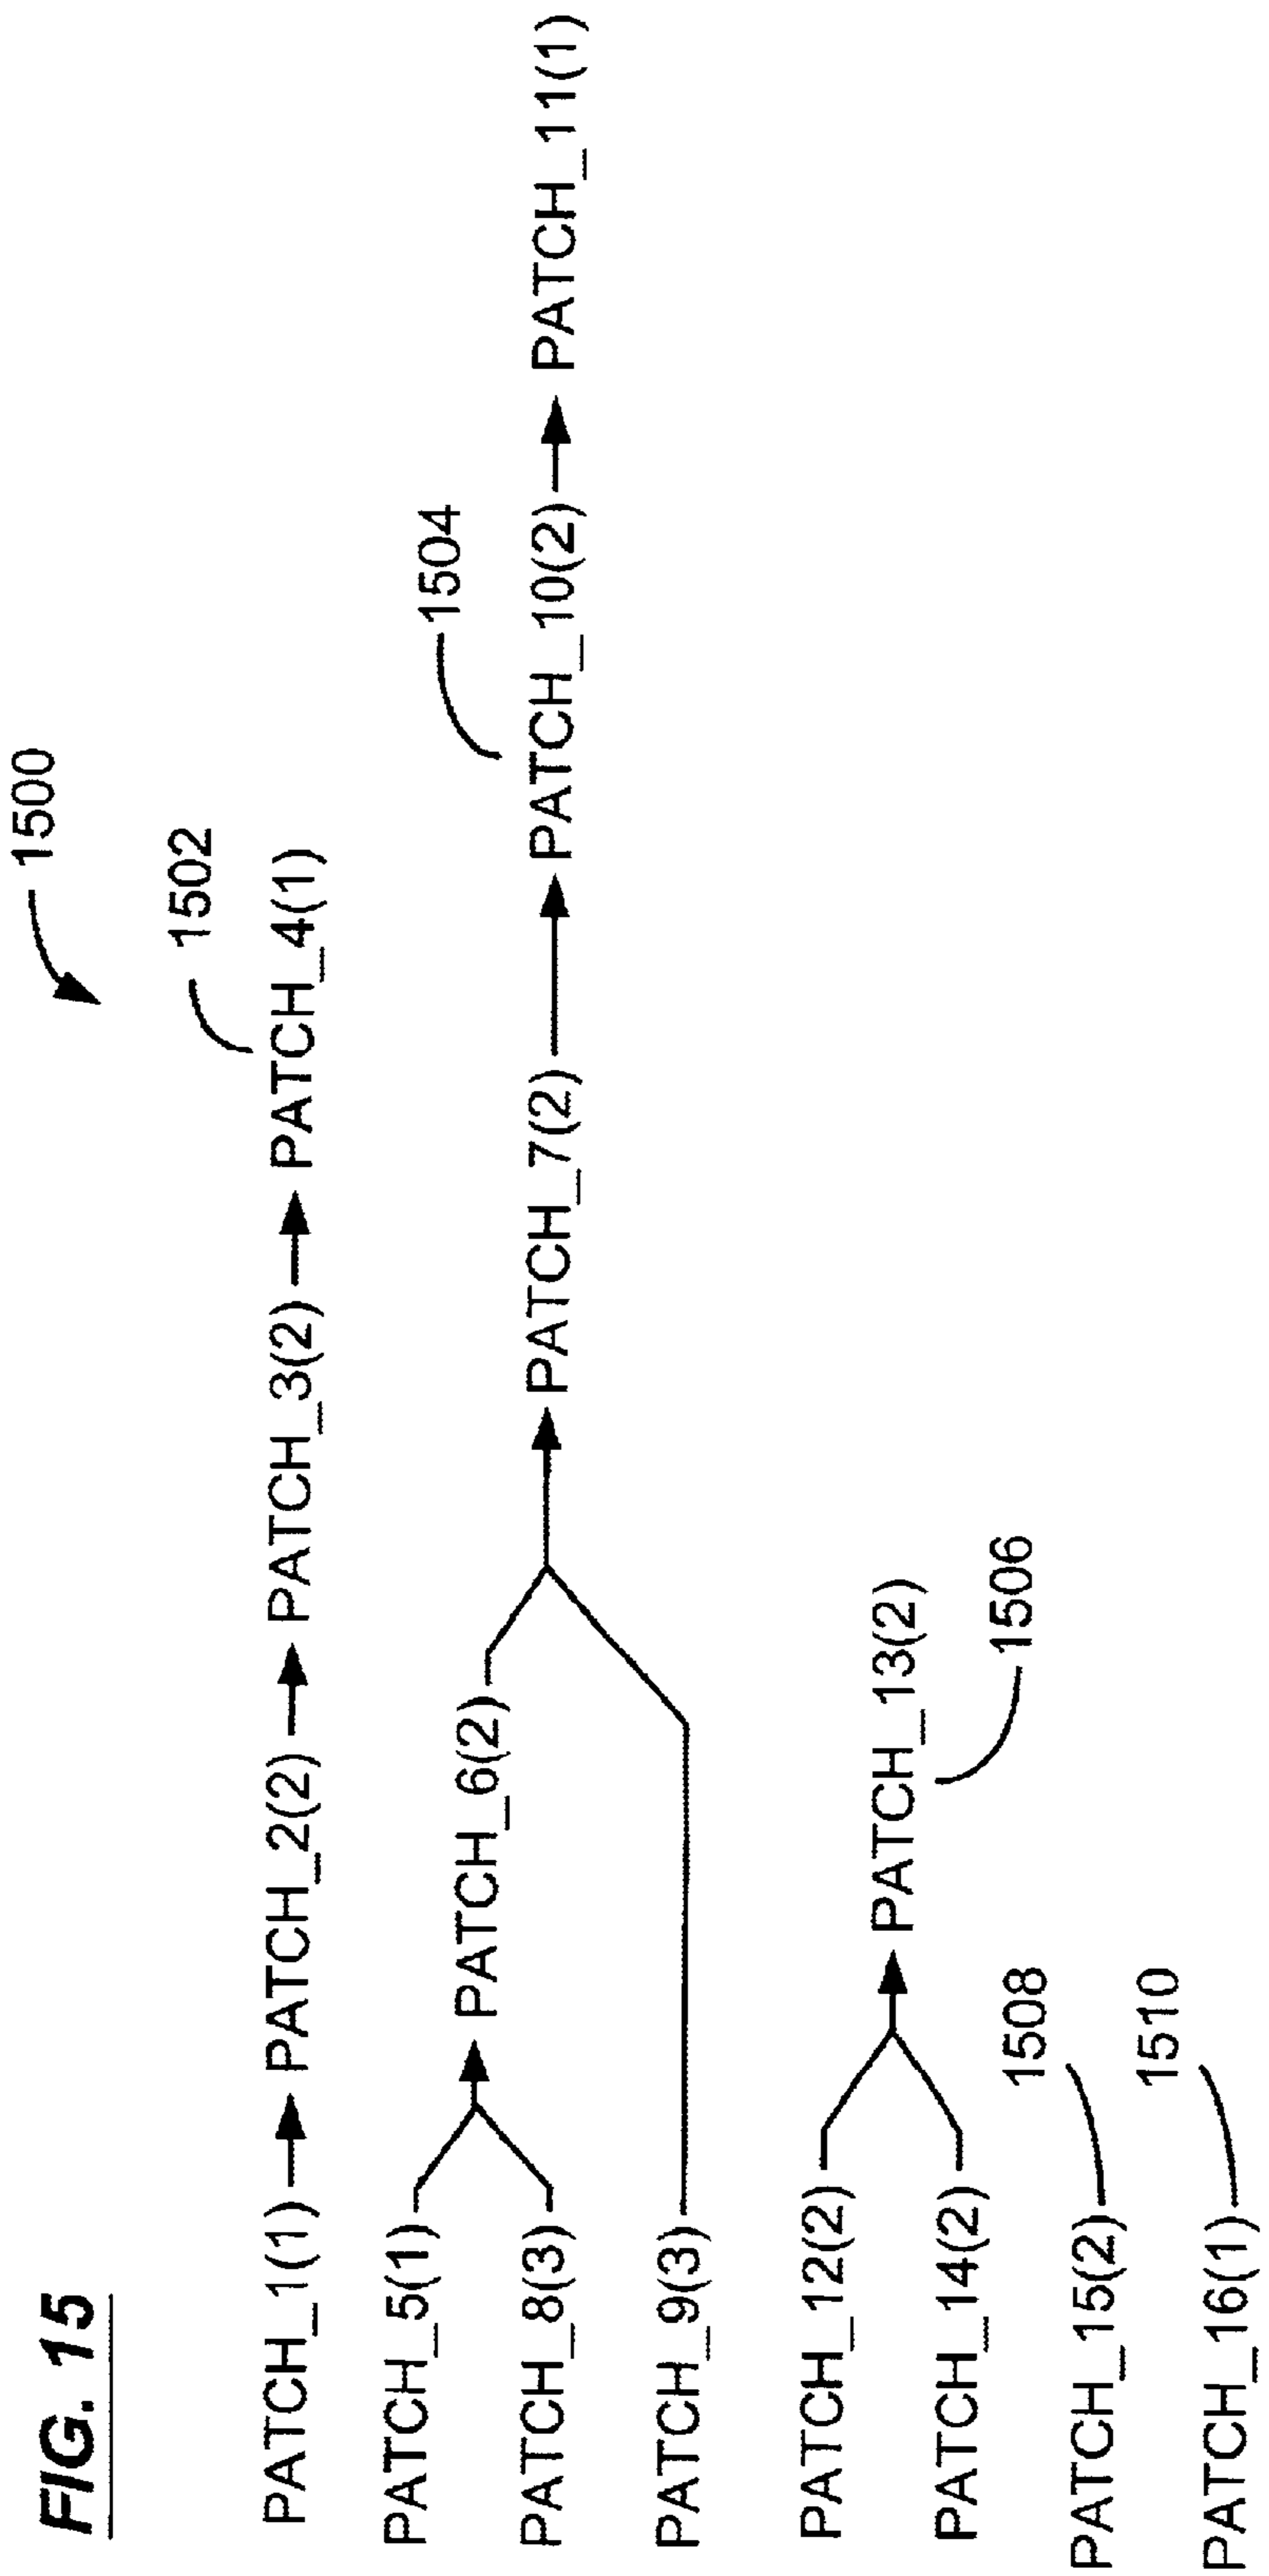 FIG. 15
1500
1502
PATCH_1(1) PATCH_2(2) PATCH_3(2) PATCH_4(1)
1504
PATCH_5(1)
PATCH_6(2)
PATCH_8(3)
PATCH_7(2) PATCH_10(2) PATCH_11(1)
PATCH_9(3)
PATCH_12(2)
PATCH_13(2)
PATCH_14(2)
1506
1508
PATCH_15(2)
1510
PATCH_16(1)